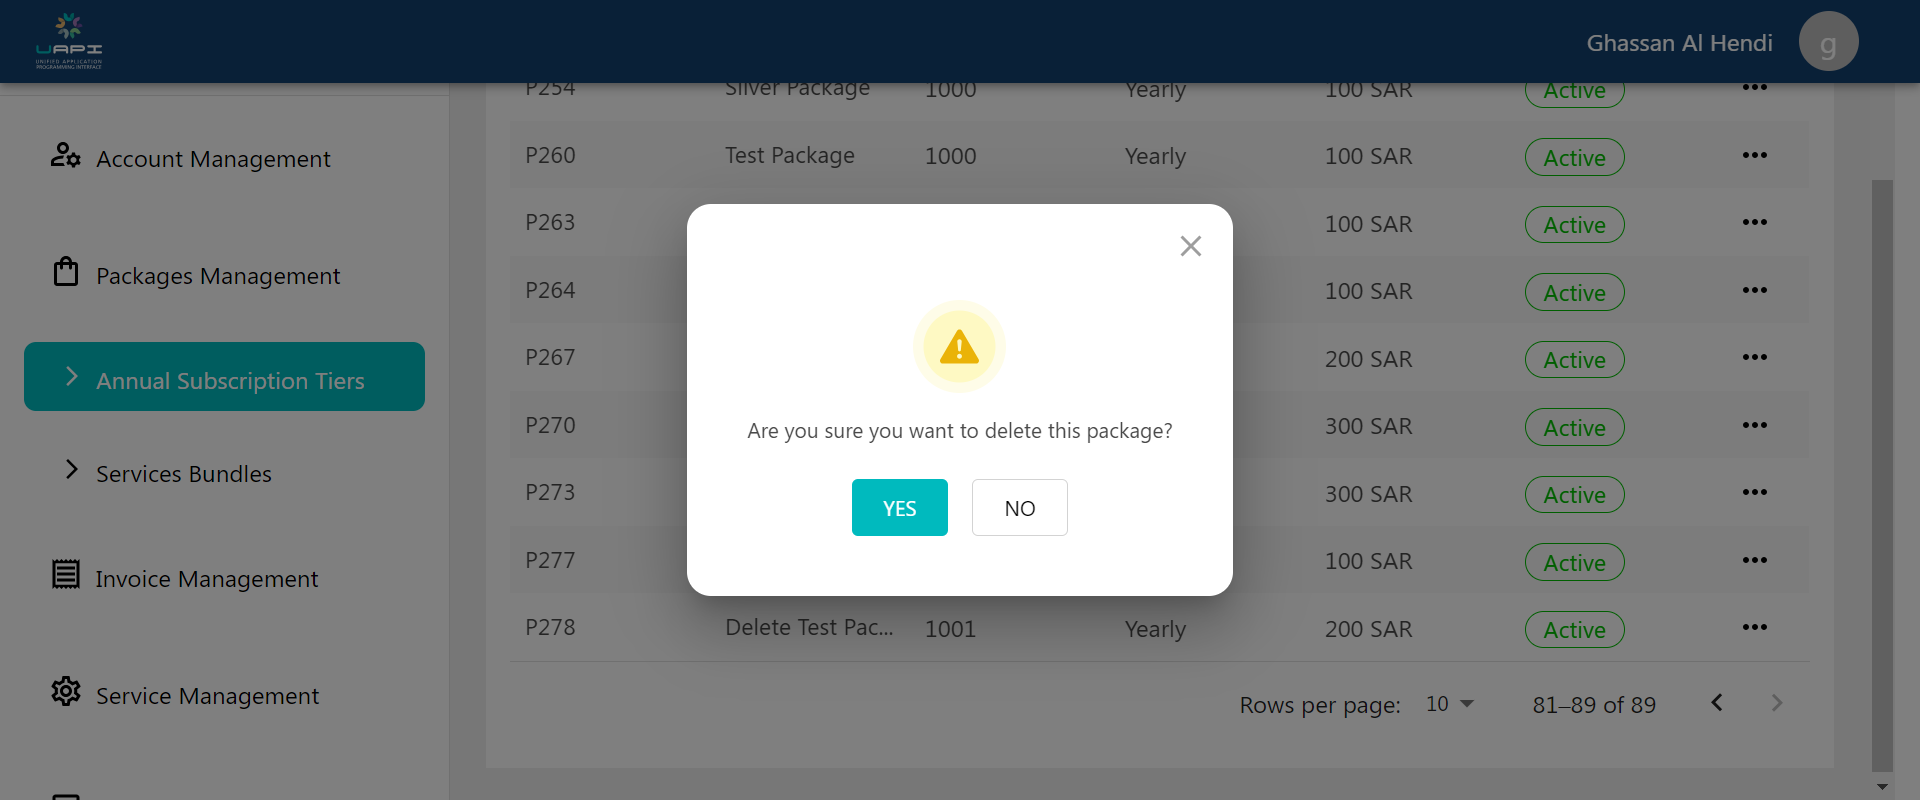 UAPI
UNIFIED APPLICATION
PROGRAMMING INTERFACE
Ghassan Al Hendi
g
Account Management
Packages Management
Annual Subscription Tiers
Services Bundles
Invoice Management
Service Management
P254 Silver Package 1000 Yearly 100 SAR Active
P260 Test Package 1000 Yearly 100 SAR Active
P263 100 SAR Active
P264 100 SAR Active
P267 200 SAR Active
P270 300 SAR Active
P273 300 SAR Active
P277 100 SAR Active
P278 Delete Test Pac... 1001 Yearly 200 SAR Active
Rows per page: 10 81–89 of 89
Are you sure you want to delete this package?
YES NO